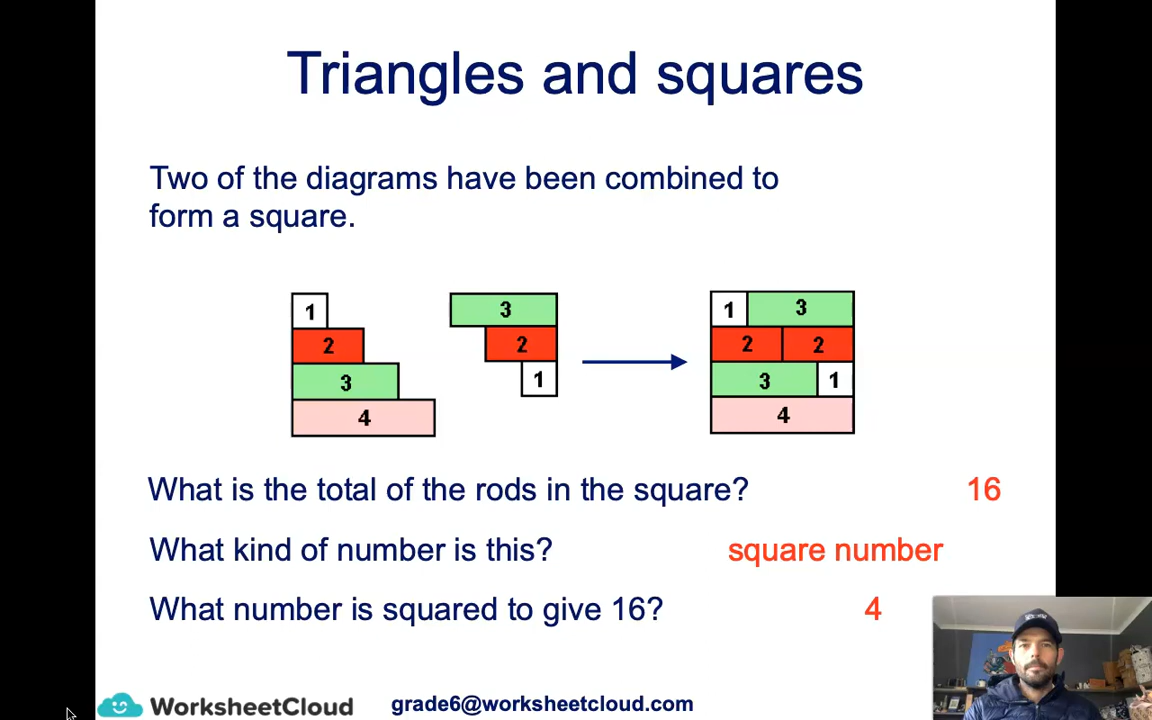 Triangles and squares
Two of the diagrams have been combined to
form a square.
1
2
3
4
3
2
1
1 3
2 2
3 1
4
What is the total of the rods in the square? 16
What kind of number is this? square number
What number is squared to give 16? 4
WorksheetCloud grade6@worksheetcloud.com